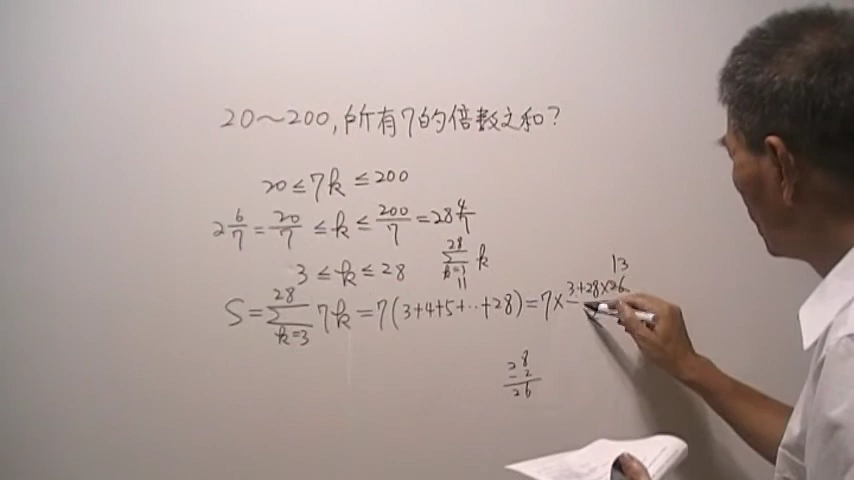 20～200,所有7的倍數之和?
20≤7k≤200
2 6/7 = 20/7 ≤ k ≤ 200/7 = 28 4/7
3≤k≤28
28
∑ k
k=3
11
13
S = 28 ∑ k=3 7k = 7(3+4+5+‥+28) = 7× 3+28×26
28
-2
26